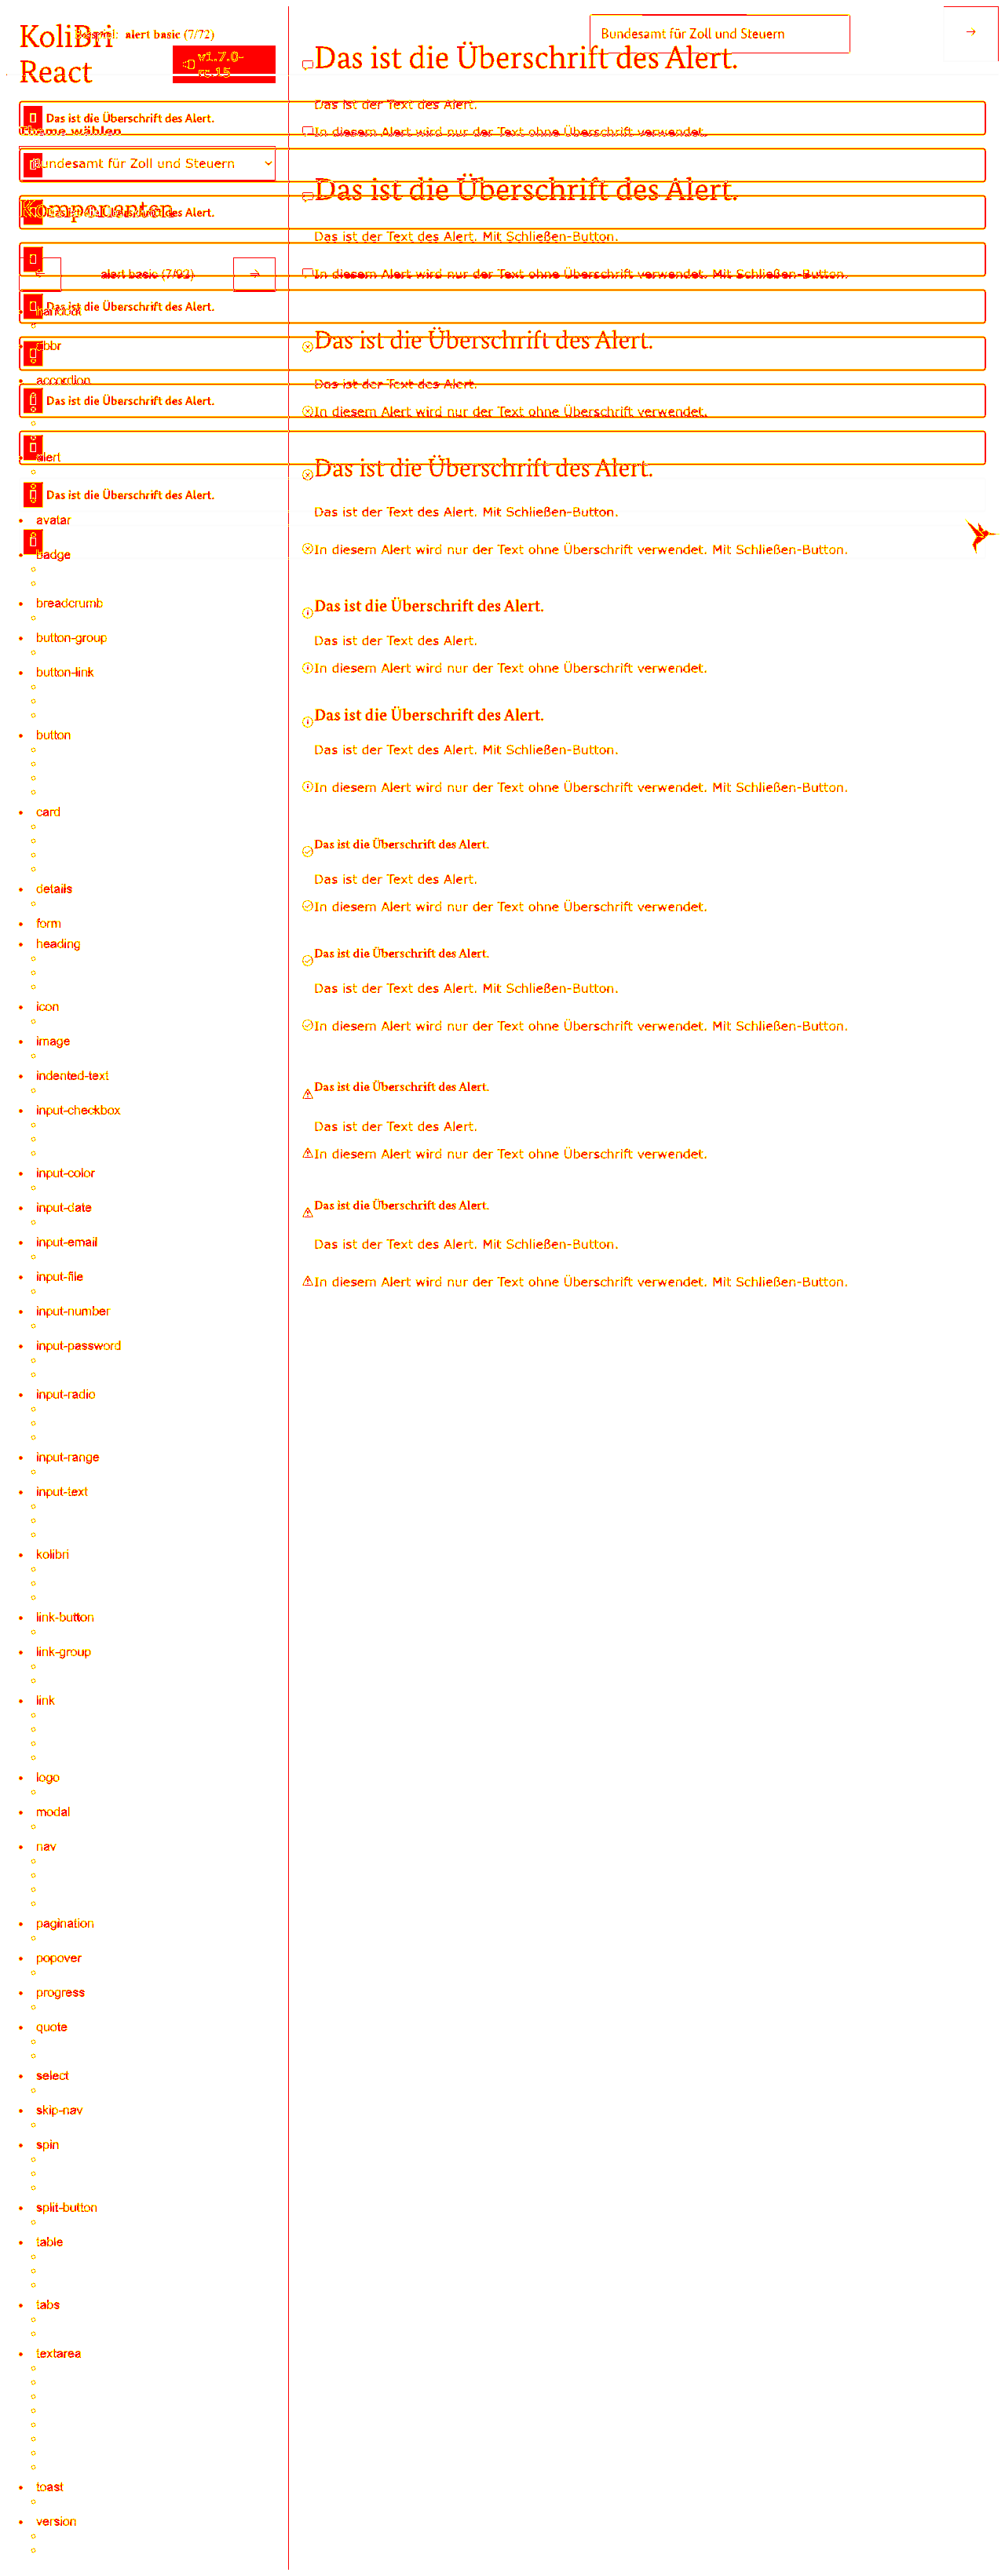 KoliBri
React
alert basic (7/72)
v1.7.0-
rc.15
Bundesamt für Zoll und Steuern
→
Das ist die Überschrift des Alert.
Das ist der Text des Alert.
In diesem Alert wird nur der Text ohne Überschrift verwendet.
Das ist die Überschrift des Alert.
Das ist der Text des Alert. Mit Schließen-Button.
In diesem Alert wird nur der Text ohne Überschrift verwendet. Mit Schließen-Button.
Das ist die Überschrift des Alert.
Das ist der Text des Alert.
In diesem Alert wird nur der Text ohne Überschrift verwendet.
Das ist die Überschrift des Alert.
Das ist der Text des Alert. Mit Schließen-Button.
In diesem Alert wird nur der Text ohne Überschrift verwendet. Mit Schließen-Button.
Das ist die Überschrift des Alert.
Das ist der Text des Alert.
In diesem Alert wird nur der Text ohne Überschrift verwendet.
Das ist die Überschrift des Alert.
Das ist der Text des Alert. Mit Schließen-Button.
In diesem Alert wird nur der Text ohne Überschrift verwendet. Mit Schließen-Button.
Das ist die Überschrift des Alert.
Das ist der Text des Alert.
In diesem Alert wird nur der Text ohne Überschrift verwendet.
Das ist die Überschrift des Alert.
Das ist der Text des Alert. Mit Schließen-Button.
In diesem Alert wird nur der Text ohne Überschrift verwendet. Mit Schließen-Button.
Das ist die Überschrift des Alert.
Das ist der Text des Alert.
In diesem Alert wird nur der Text ohne Überschrift verwendet.
Das ist die Überschrift des Alert.
Das ist der Text des Alert. Mit Schließen-Button.
In diesem Alert wird nur der Text ohne Überschrift verwendet. Mit Schließen-Button.
Das ist die Überschrift des Alert.
Theme wählen
Bundesamt für Zoll und Steuern
Komponenten
Das ist die Überschrift des Alert.
← alert basic (7/92) →
Das ist die Überschrift des Alert.
accordion
Das ist die Überschrift des Alert.
alert
Das ist die Überschrift des Alert.
avatar
badge
breadcrumb
button-group
button-link
button
card
details
form
heading
icon
image
indented-text
input-checkbox
input-color
input-date
input-email
input-file
input-number
input-password
input-radio
input-range
input-text
kolibri
link-button
link-group
link
logo
modal
nav
pagination
popover
progress
quote
select
skip-nav
spin
split-button
table
tabs
textarea
toast
version